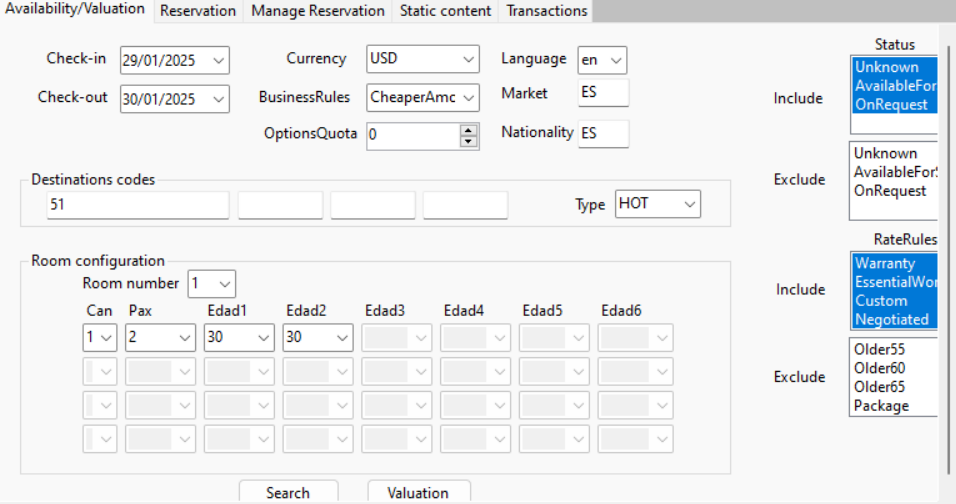 Availability/Valuation Reservation Manage Reservation Static content Transactions
Check-in 29/01/2025 Currency USD Language en
Check-out 30/01/2025 BusinessRules CheaperAmc Market ES
OptionsQuota 0 Nationality ES
Destinations codes
51 Type HOT
Room configuration
Room number 1
Can Pax Edad1 Edad2 Edad3 Edad4 Edad5 Edad6
1 2 30 30
Search Valuation
Status
Include
Unknown
AvailableFor
OnRequest
Exclude
Unknown
AvailableFor
OnRequest
RateRules
Include
Warranty
EssentialWor
Custom
Negotiated
Exclude
Older55
Older60
Older65
Package